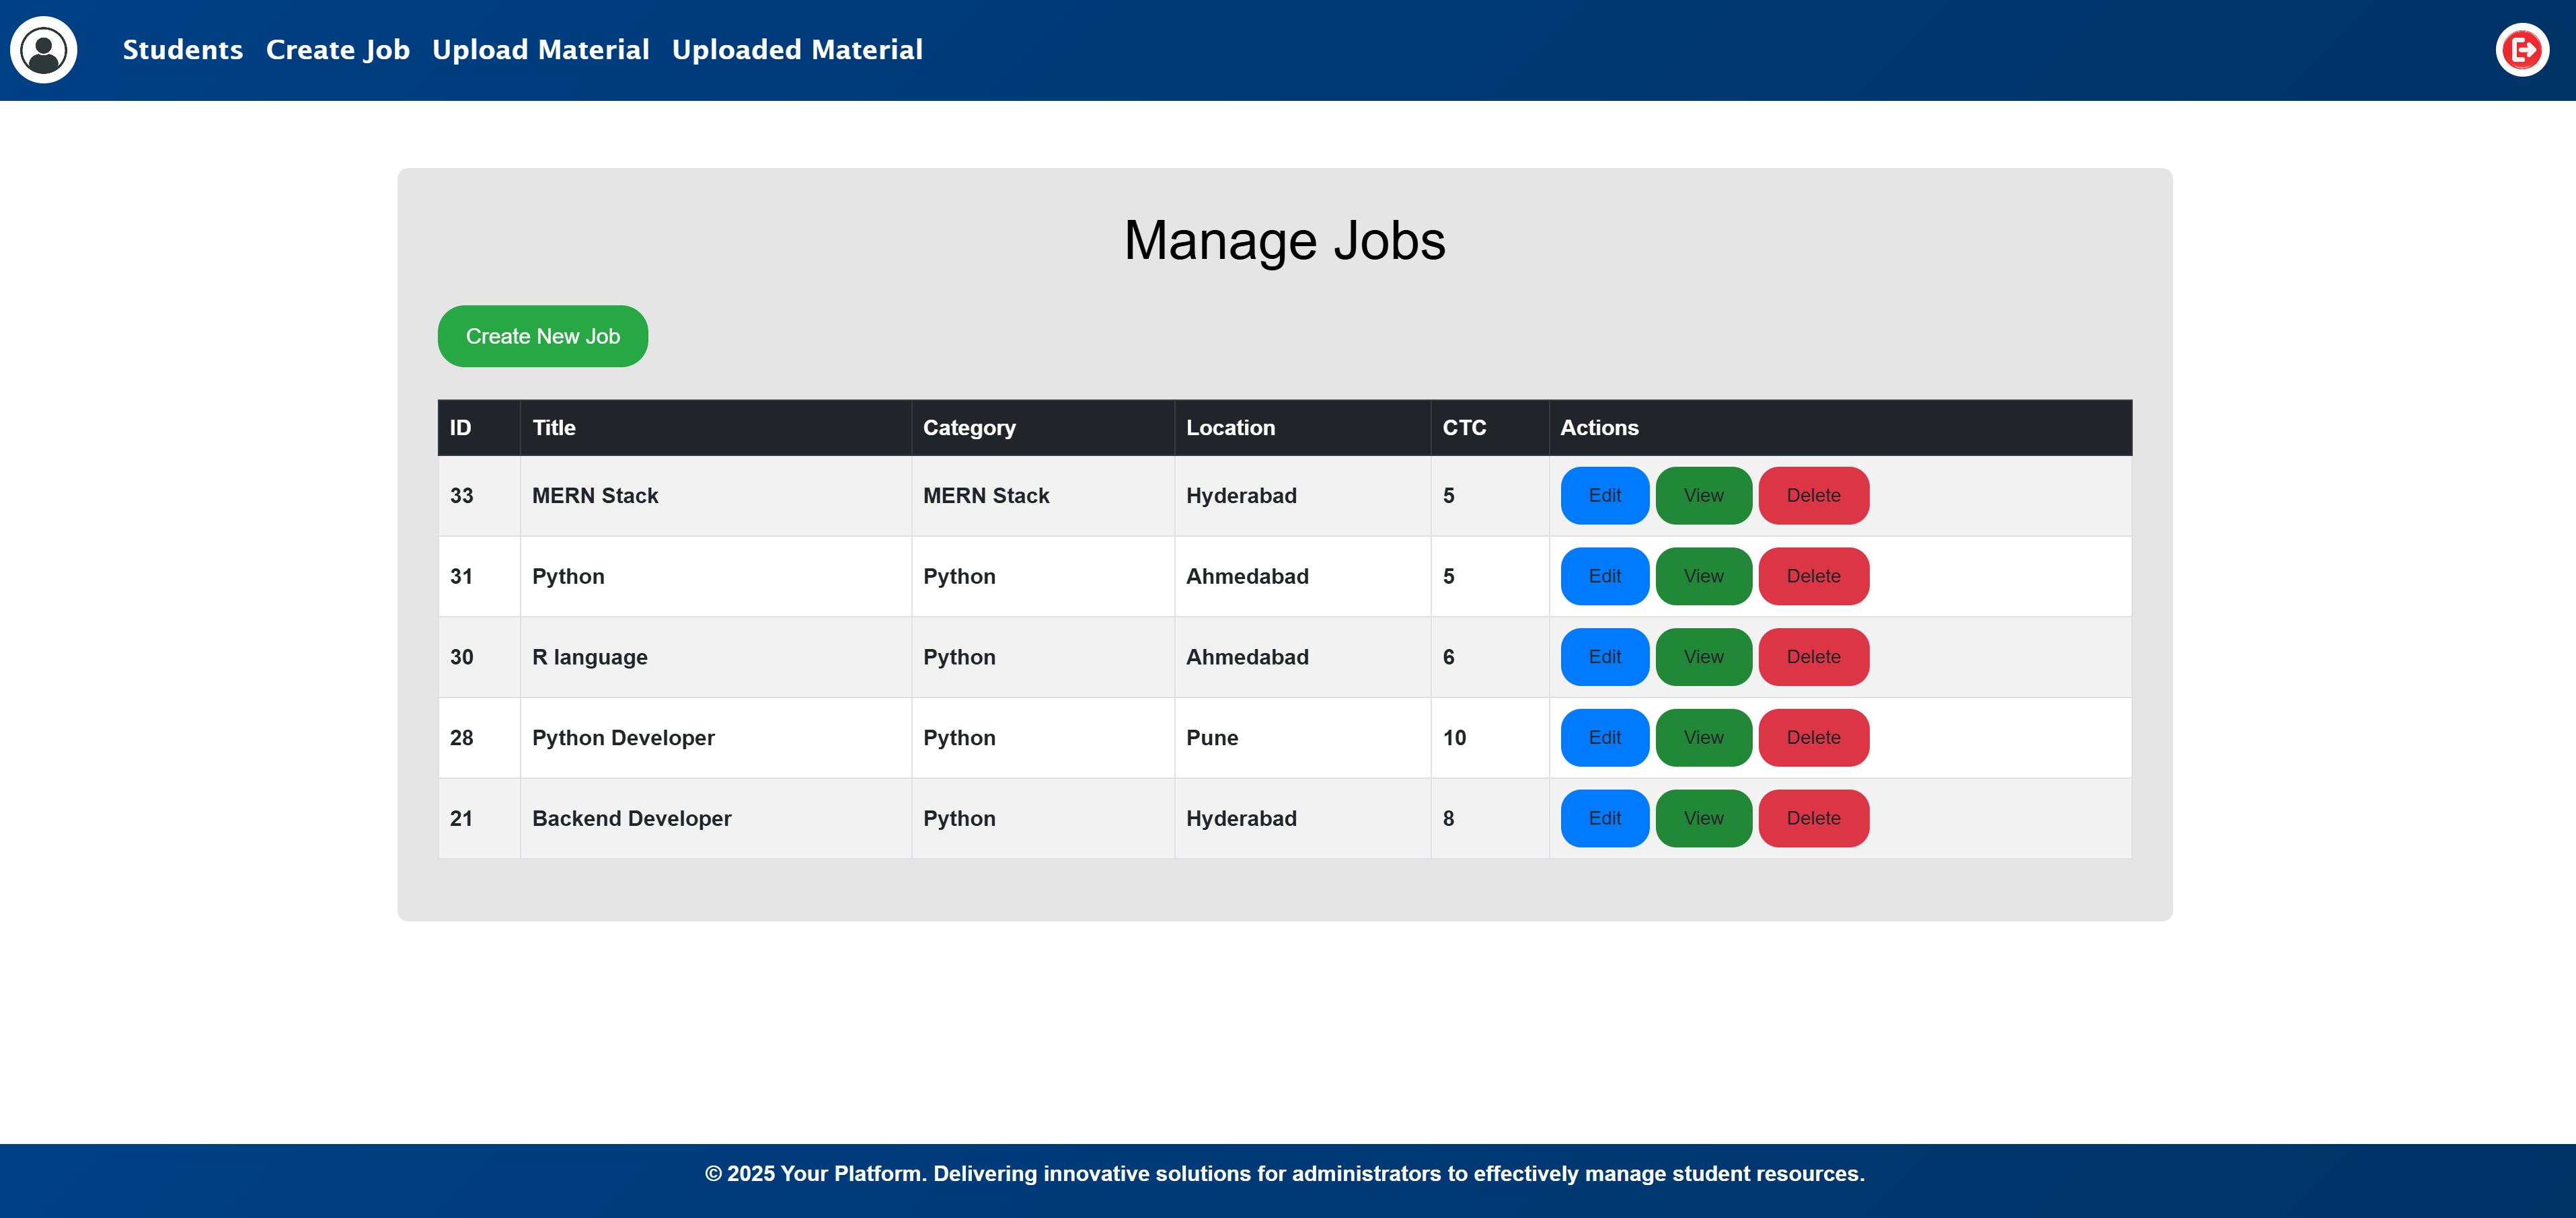 Students Create Job Upload Material Uploaded Material
Manage Jobs
Create New Job
ID Title Category Location CTC Actions
33 MERN Stack MERN Stack Hyderabad 5 Edit View Delete
31 Python Python Ahmedabad 5 Edit View Delete
30 R language Python Ahmedabad 6 Edit View Delete
28 Python Developer Python Pune 10 Edit View Delete
21 Backend Developer Python Hyderabad 8 Edit View Delete
© 2025 Your Platform. Delivering innovative solutions for administrators to effectively manage student resources.